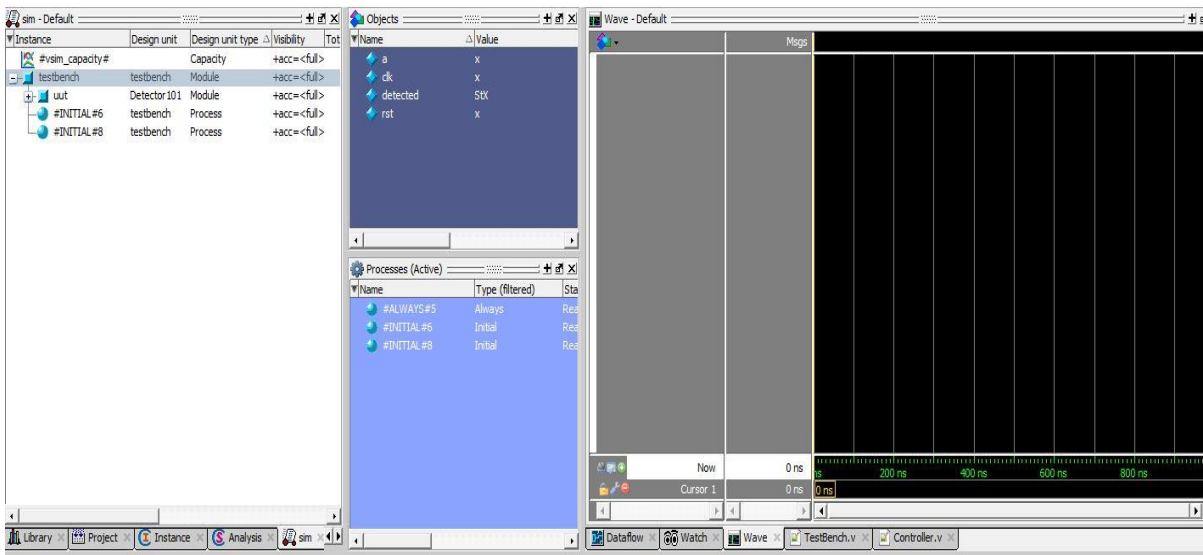 sim - Default
Instance Design unit Design unit type Visibility Tot
#vsim_capacity# Capacity +acc=<full>
testbench testbench Module +acc=<full>
uut Detector101 Module +acc=<full>
#INITIAL#6 testbench Process +acc=<full>
#INITIAL#8 testbench Process +acc=<full>
Library Project Instance Analysis sim
Objects
Name Value
a x
clk x
detected StX
rst x
Processes (Active)
Name Type (filtered) Sta
#ALWAYS#5 Always Rea
#INITIAL#6 Initial Rea
#INITIAL#8 Initial Rea
Wave - Default
Msgs
Now 0 ns
ns 200 ns 400 ns 600 ns 800 ns
Cursor 1 0 ns 0 ns
Dataflow Watch Wave TestBench.v Controller.v